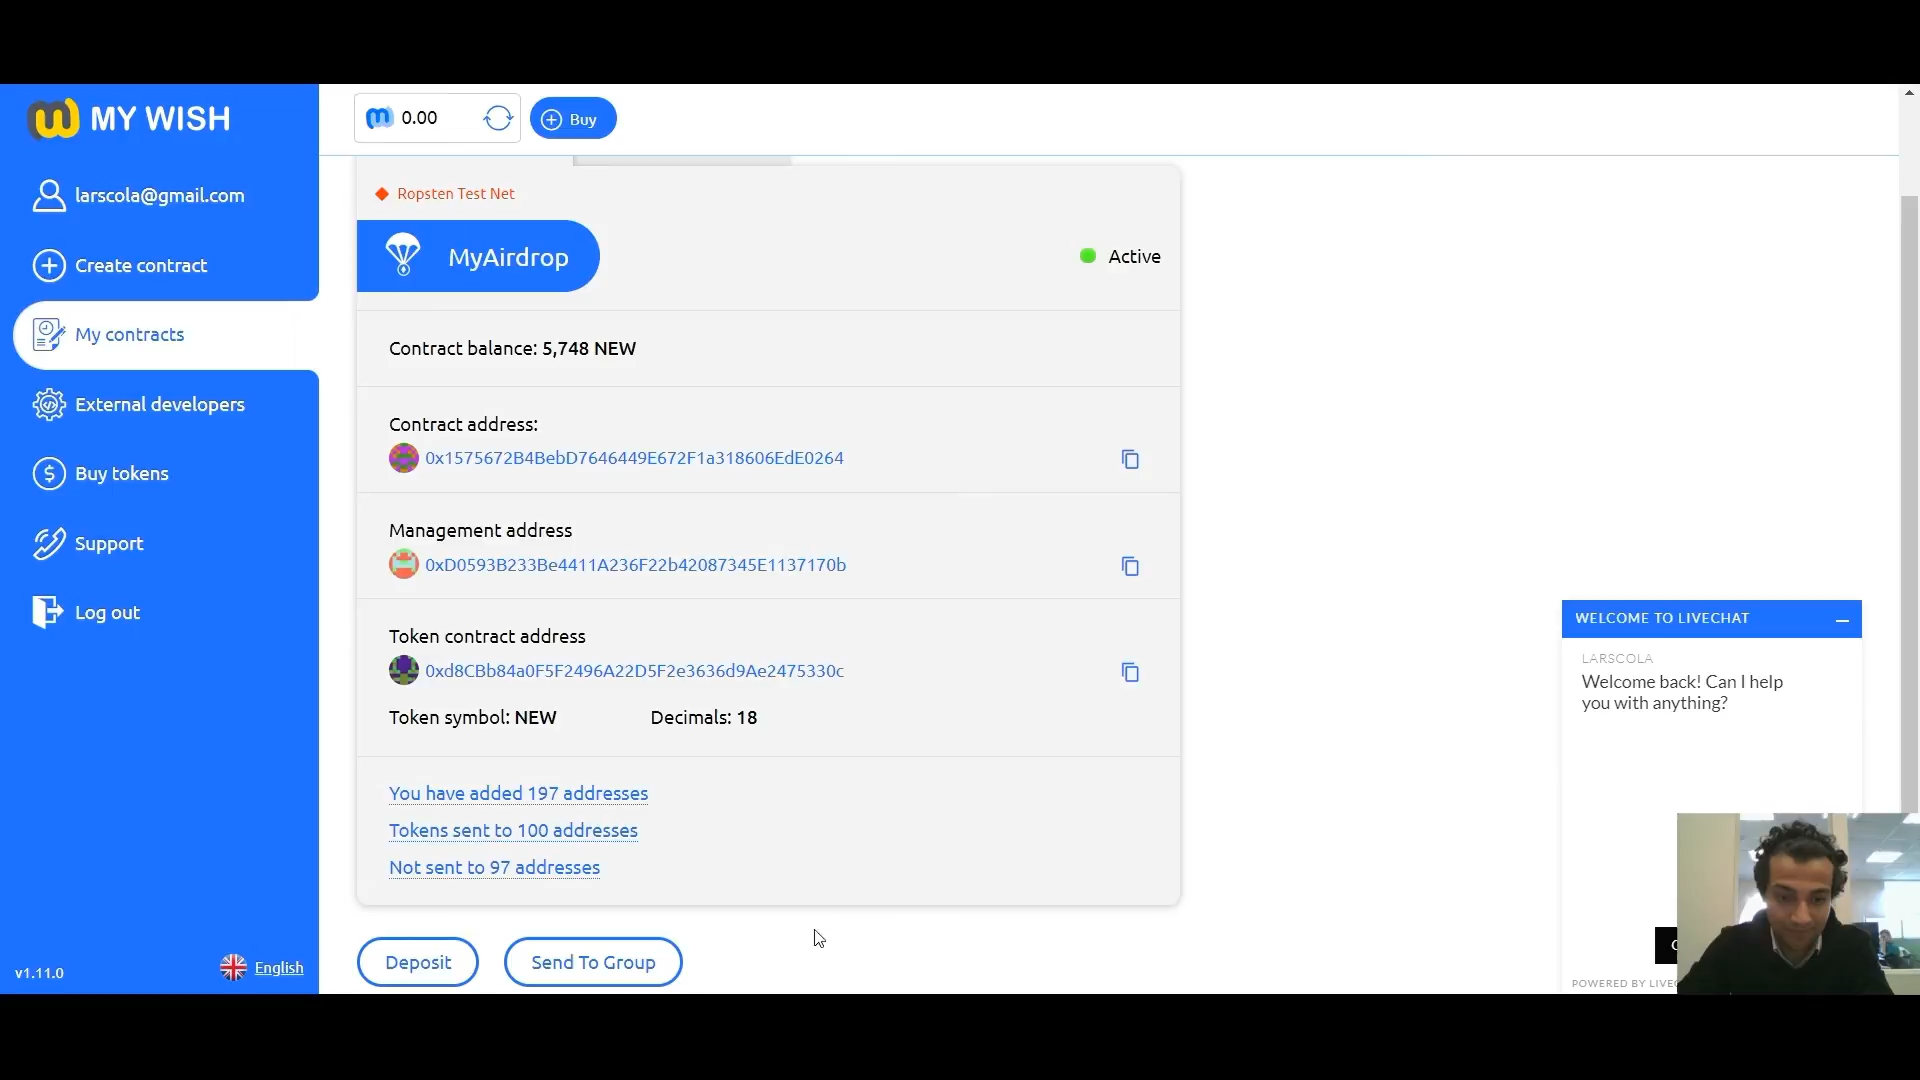 MY WISH
larscola@gmail.com
Create contract
My contracts
External developers
Buy tokens
Support
Log out
v1.11.0
English
0.00
Buy
Ropsten Test Net
MyAirdrop
Active
Contract balance: 5,748 NEW
Contract address:
0x1575672B4BebD7646449E672F1a318606EdE0264
Management address
0xD0593B233Be4411A236F22b42087345E1137170b
Token contract address
0xd8CBb84a0F5F2496A22D5F2e3636d9Ae2475330c
Token symbol: NEW
Decimals: 18
You have added 197 addresses
Tokens sent to 100 addresses
Not sent to 97 addresses
Deposit
Send To Group
WELCOME TO LIVECHAT
LARSCOLA
Welcome back! Can I help
you with anything?
POWERED BY